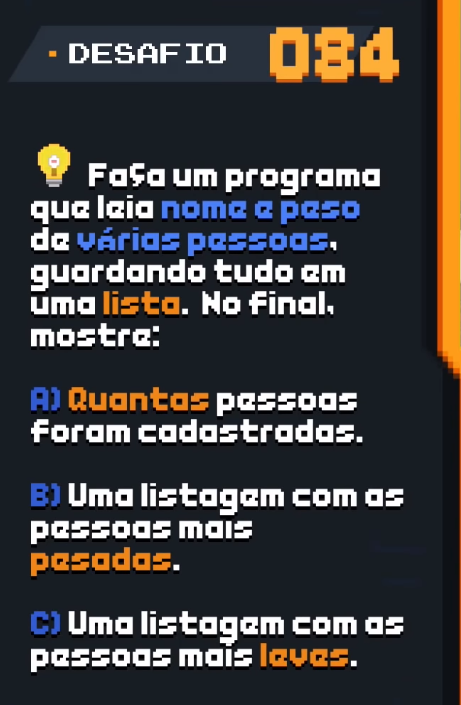 DESAFIO 084
Faça um programa
que leia nome e peso
de várias pessoas,
guardando tudo em
uma lista. No final,
mostre:
A) Quantas pessoas
foram cadastradas.
B) Uma listagem com as
pessoas mais
pesadas.
C) Uma listagem com as
pessoas mais leves.